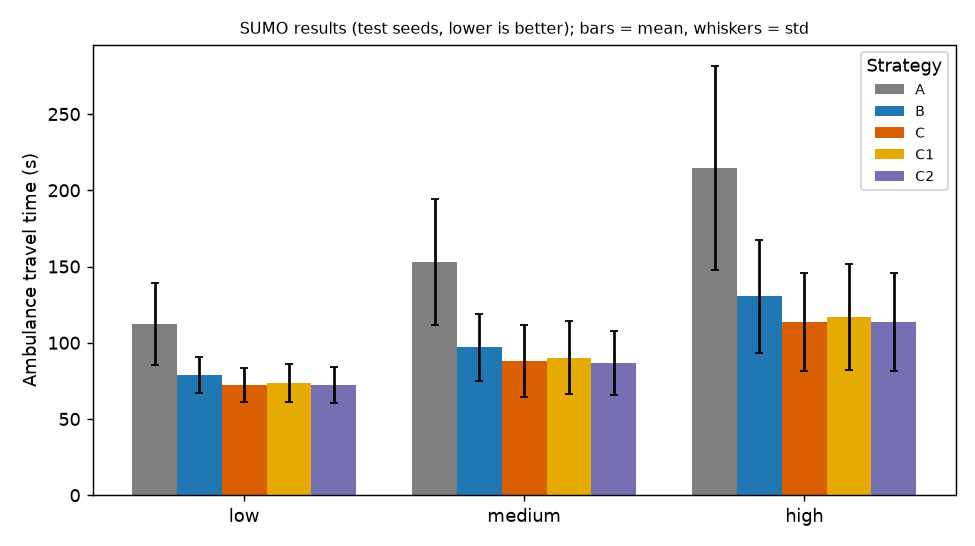 SUMO results (test seeds, lower is better); bars = mean, whiskers = std
Ambulance travel time (s)
250
200
150
100
50
0
low
medium
high
Strategy
A
B
C
C1
C2